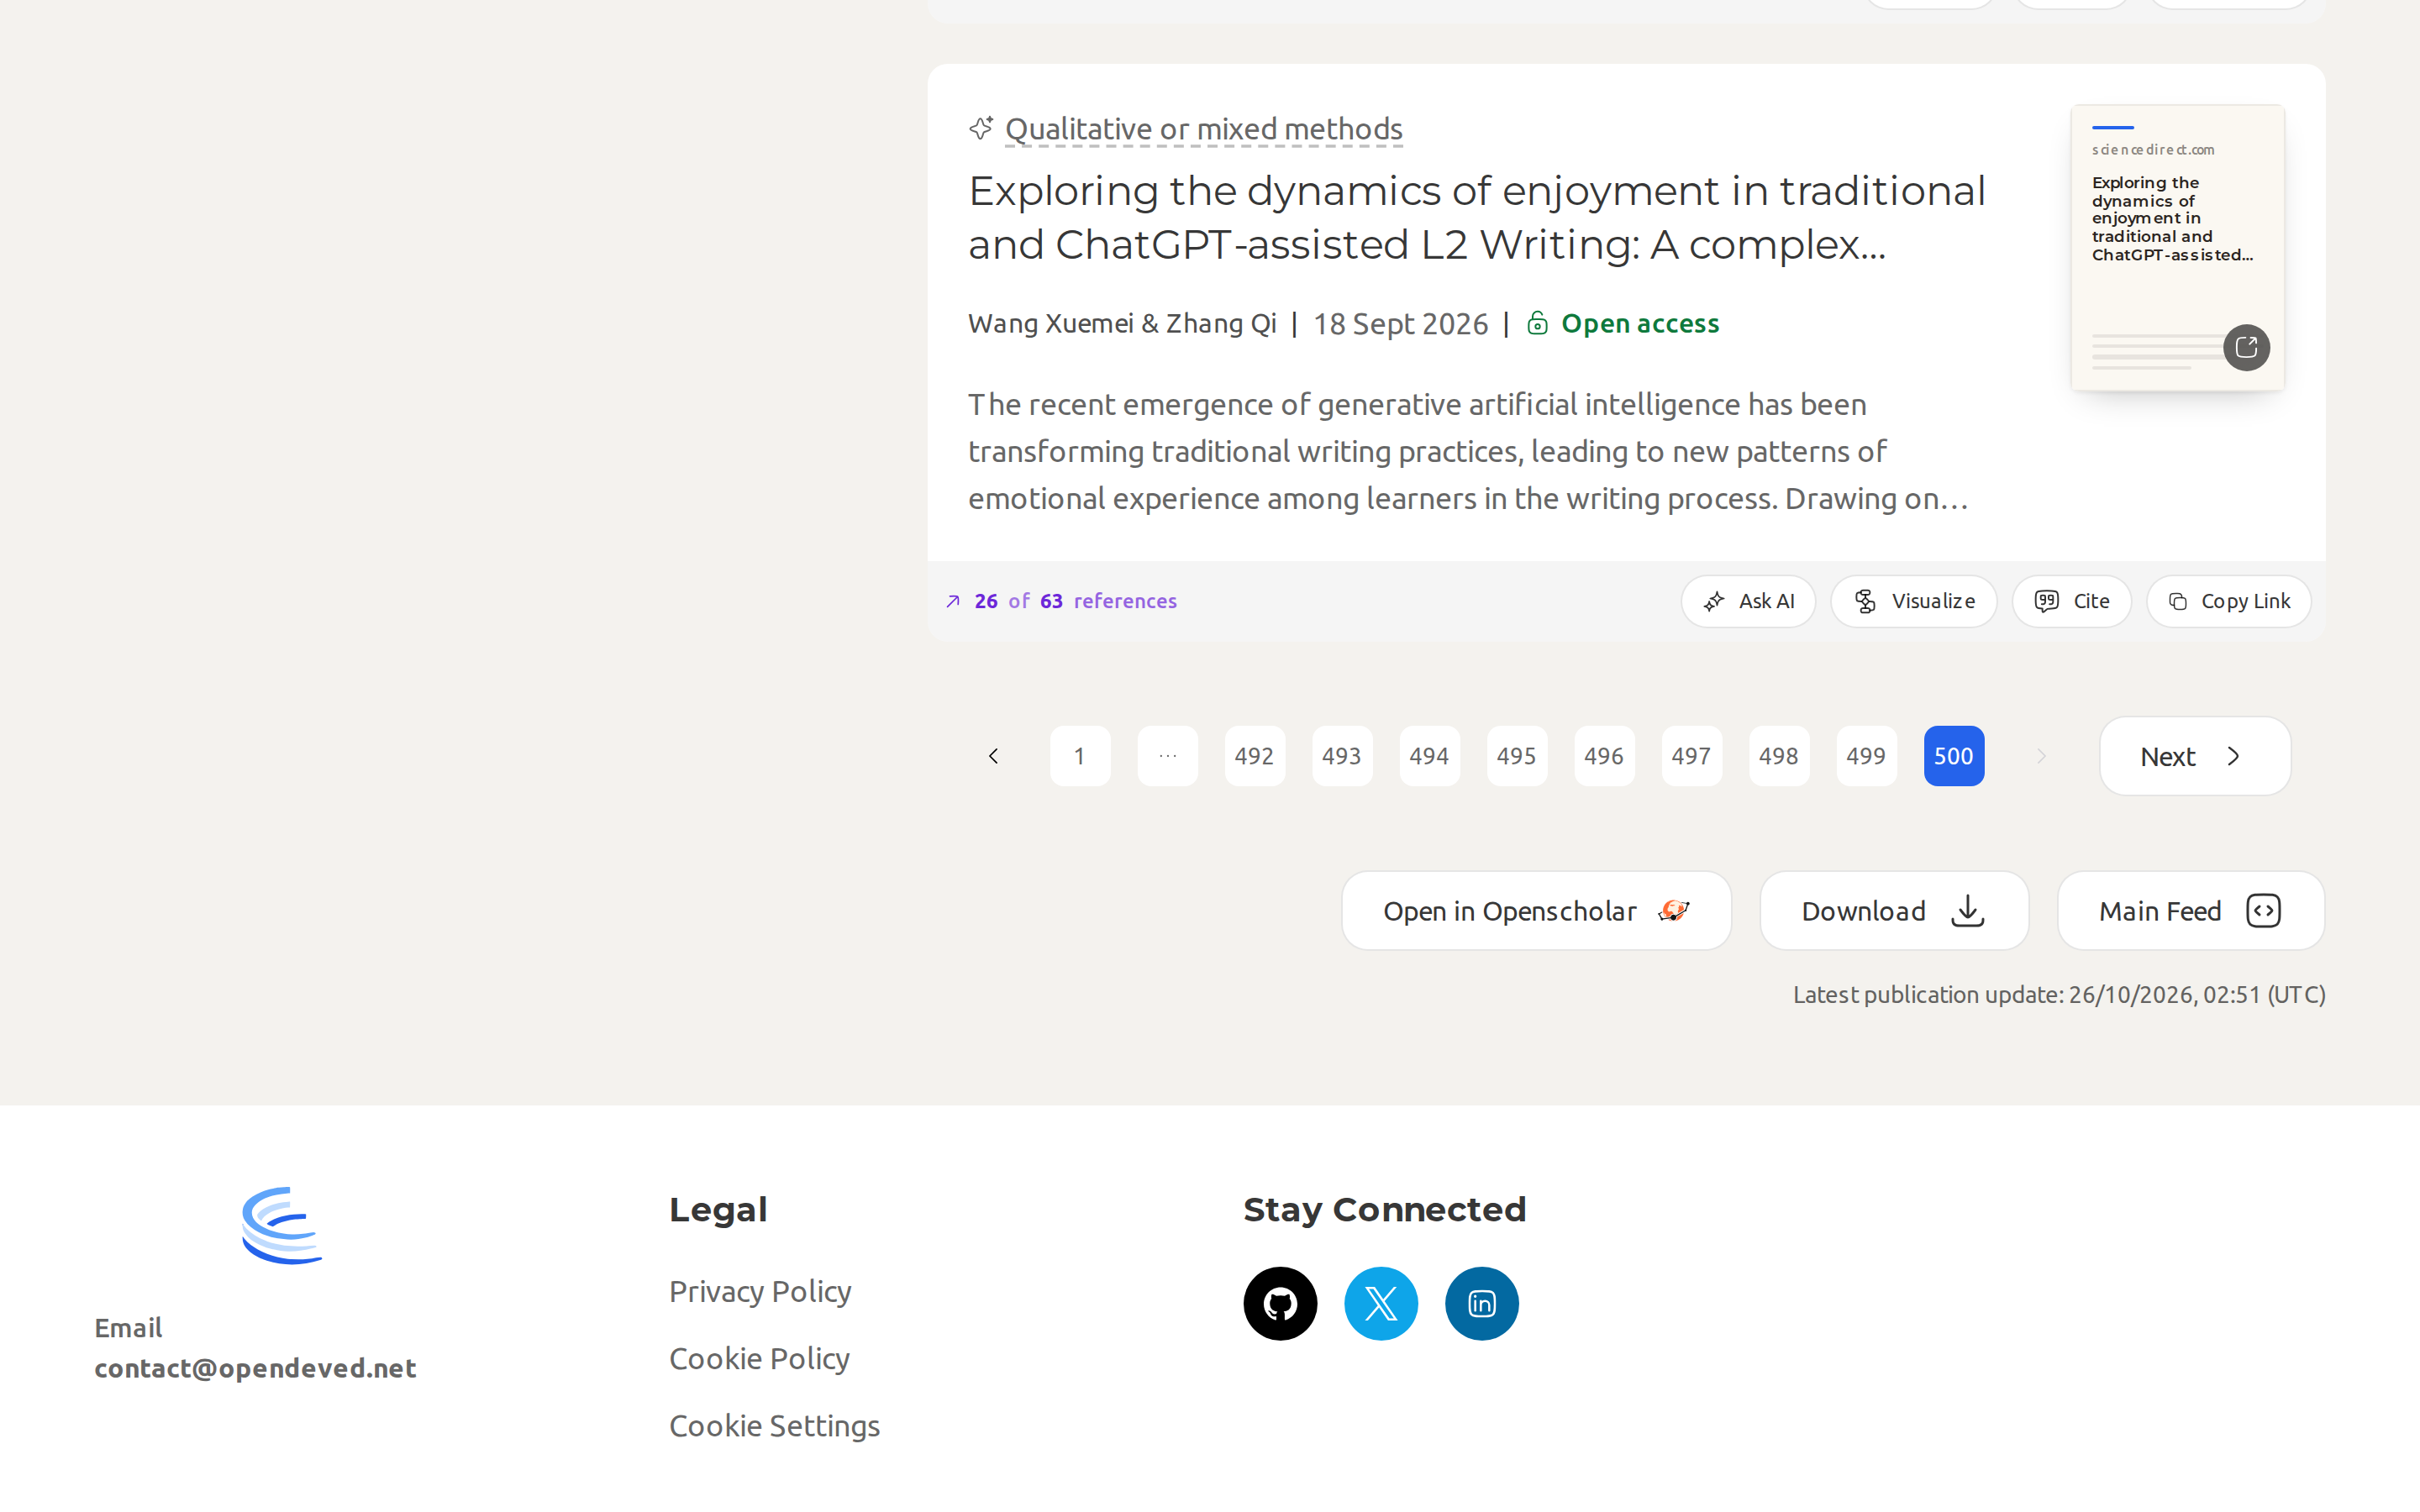 Qualitative or mixed methods
Exploring the dynamics of enjoyment in traditional
and ChatGPT-assisted L2 Writing: A complex...
Wang Xuemei & Zhang Qi | 18 Sept 2026 | Open access
The recent emergence of generative artificial intelligence has been
transforming traditional writing practices, leading to new patterns of
emotional experience among learners in the writing process. Drawing on...
sciencedirect.com
Exploring the
dynamics of
enjoyment in
traditional and
ChatGPT-assisted...
26 of 63 references
Ask AI
Visualize
Cite
Copy Link
1 ... 492 493 494 495 496 497 498 499 500
Next
Open in Openscholar
Download
Main Feed
Latest publication update: 26/10/2026, 02:51 (UTC)
Email
contact@opendeved.net
Legal
Privacy Policy
Cookie Policy
Cookie Settings
Stay Connected